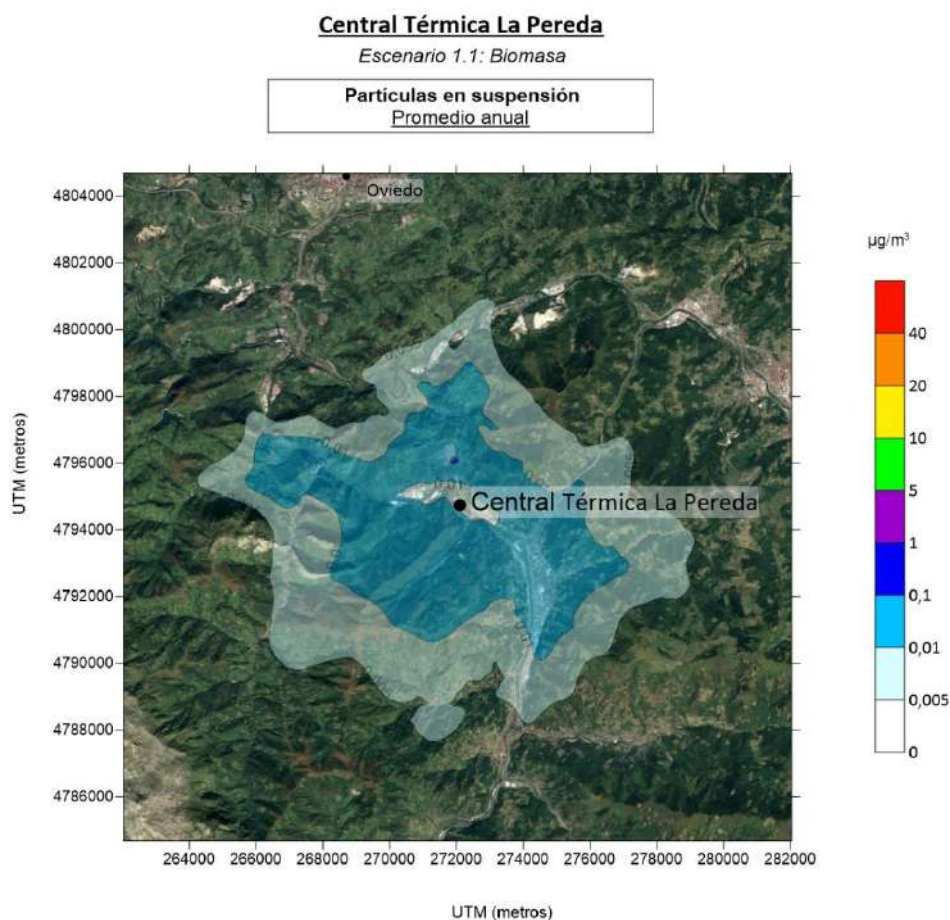 Central Térmica La Pereda
Escenario 1.1: Biomasa
Partículas en suspensión
Promedio anual
Oviedo
Central Térmica La Pereda
0,01
UTM (metros)
4804000
4802000
4800000
4798000
4796000
4794000
4792000
4790000
4788000
4786000
264000 266000 268000 270000 272000 274000 276000 278000 280000 282000
UTM (metros)
µg/m³
40
20
10
5
1
0,1
0,01
0,005
0